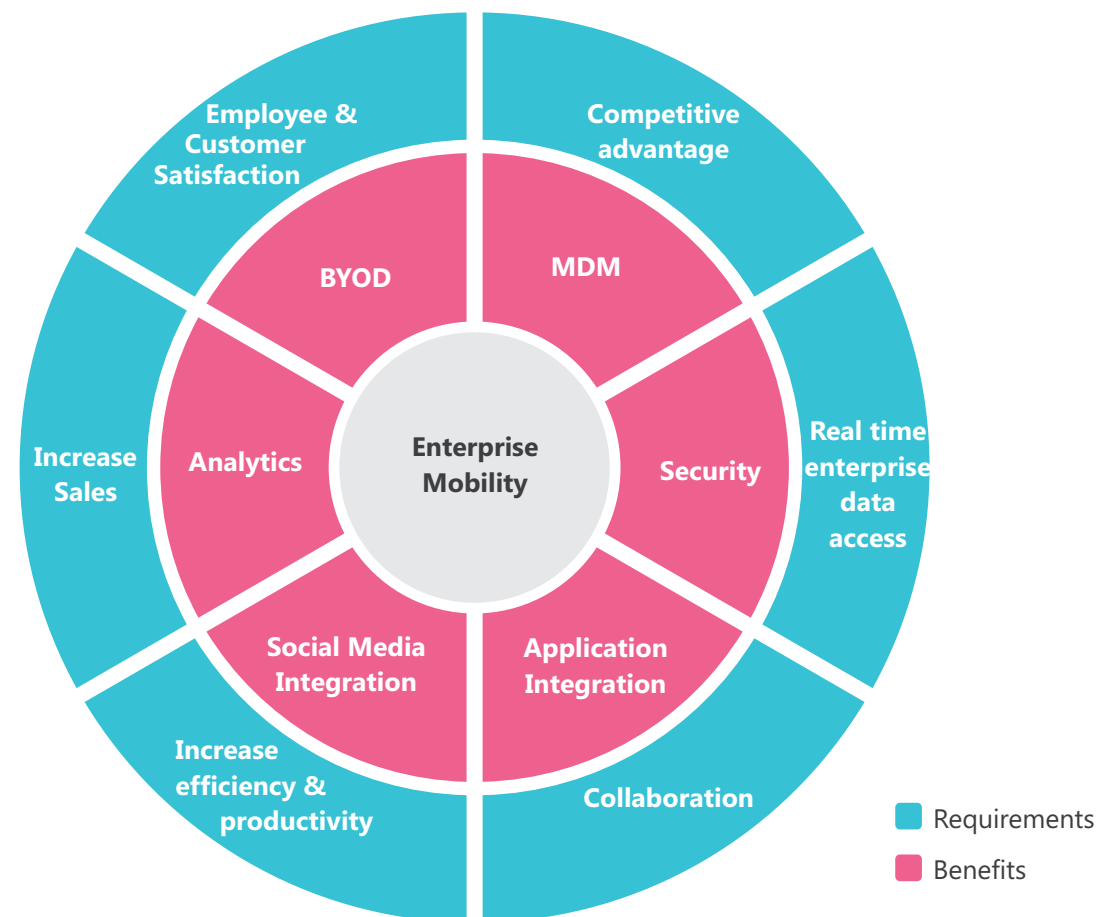 Employee &
Customer
Satisfaction
Competitive
advantage
BYOD
MDM
Increase
Sales
Analytics
Enterprise
Mobility
Security
Real time
enterprise
data
access
Social Media
Integration
Application
Integration
Increase
efficiency &
productivity
Collaboration
Requirements
Benefits